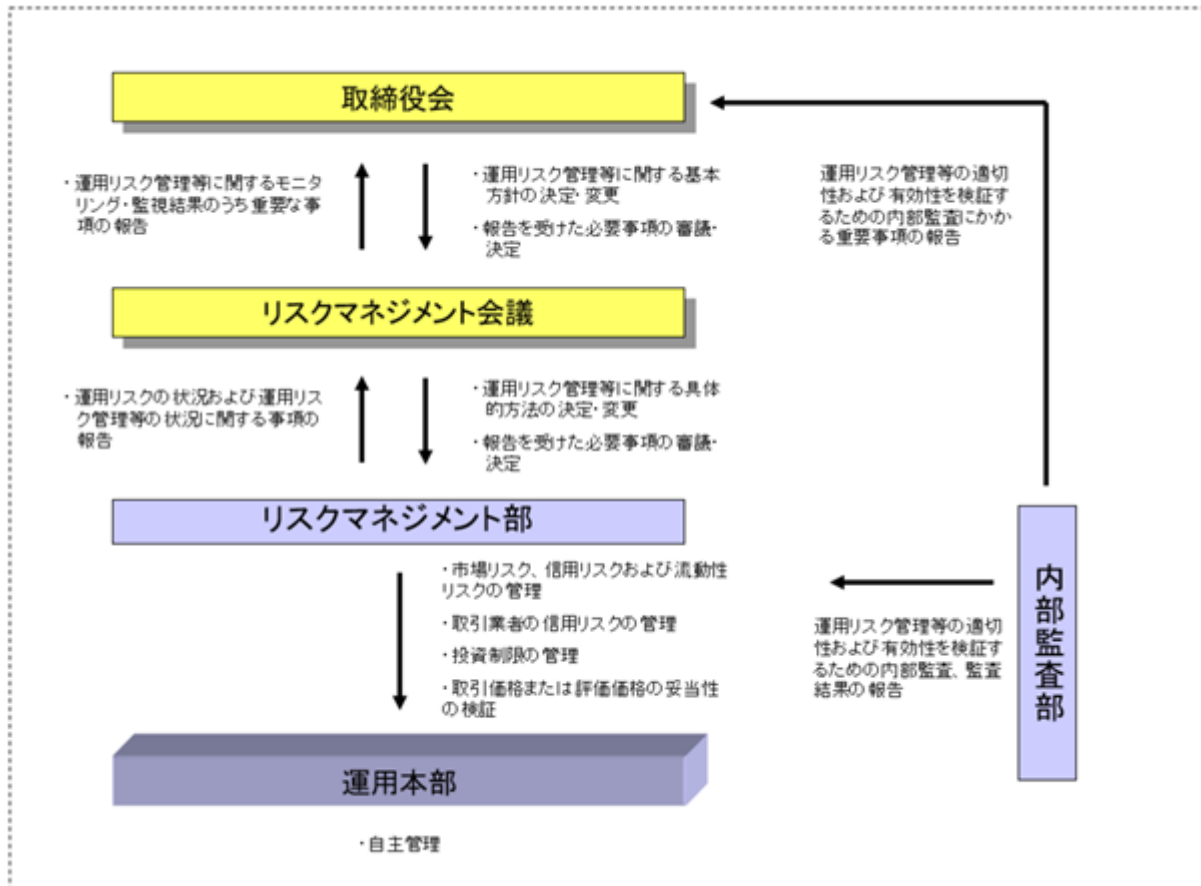 取締役会
・運用リスク管理等に関するモニタ
リング・監視結果のうち重要な事
項の報告
・運用リスク管理等に関する基本
方針の決定・変更
・報告を受けた必要事項の審議・
決定
運用リスク管理等の適切
性および有効性を検証す
るための内部監査にかか
る重要事項の報告
リスクマネジメント会議
・運用リスクの状況および運用リス
ク管理等の状況に関する事項の
報告
・運用リスク管理等に関する具体
的方法の決定・変更
・報告を受けた必要事項の審議・
決定
リスクマネジメント部
・市場リスク、信用リスクおよび流動性
リスクの管理
・取引業者の信用リスクの管理
・投資制限の管理
・取引価格または評価価格の妥当性
の検証
運用リスク管理等の適切
性および有効性を検証す
るための内部監査、監査
結果の報告
内部監査部
運用本部
・自主管理